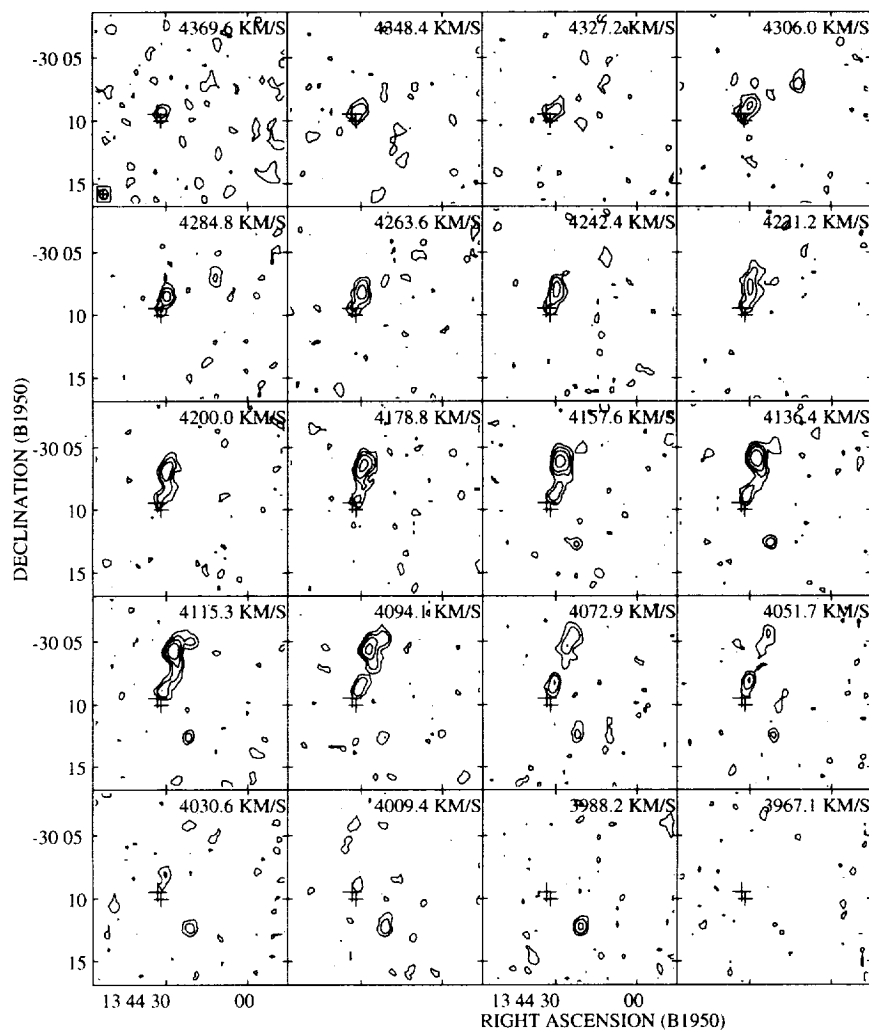 4369.6 KM/S 4348.4 KM/S 4327.2 KM/S 4306.0 KM/S
-30 05
10
15
4284.8 KM/S 4263.6 KM/S 4242.4 KM/S 4221.2 KM/S
05
10
15
4200.0 KM/S 4178.8 KM/S 4157.6 KM/S 4136.4 KM/S
-30 05
10
15
DECLINATION (B1950)
4115.3 KM/S 4094.1 KM/S 4072.9 KM/S 4051.7 KM/S
-30 05
10
15
4030.6 KM/S 4009.4 KM/S 3988.2 KM/S 3967.1 KM/S
-30 05
10
15
13 44 30 00 13 44 30 00
RIGHT ASCENSION (B1950)